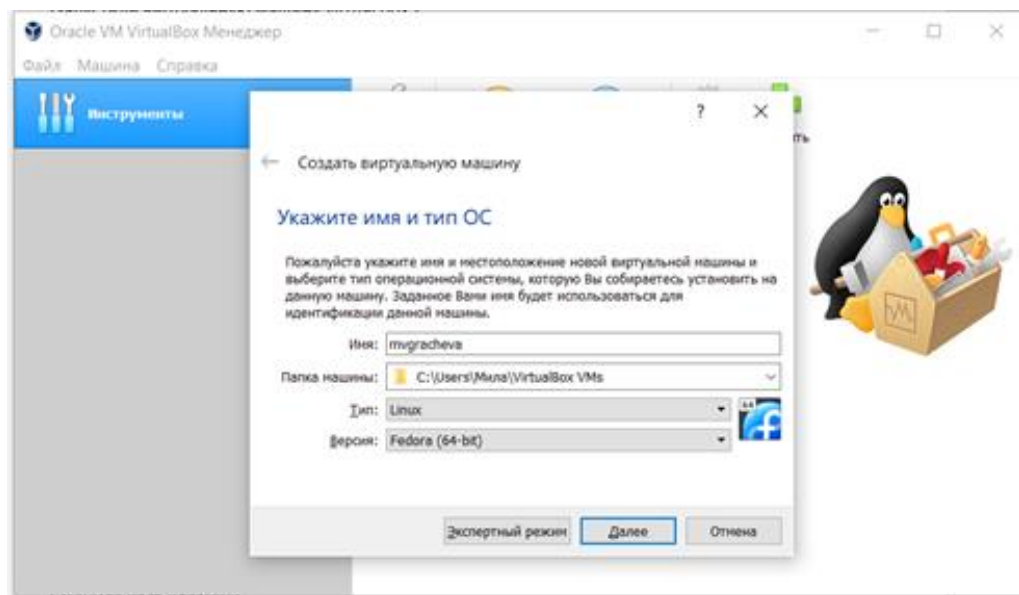 Oracle VM VirtualBox Менеджер
Файл Машина Справка
Инструменты
?
Создать виртуальную машину
Укажите имя и тип ОС
Пожалуйста укажите имя и местоположение новой виртуальной машины и
выберите тип операционной системы, которую Вы собираетесь установить на
данную машину. Заданное Вами имя будет использоваться для
идентификации данной машины.
Имя: mvgracheva
Папка машины: C:\Users\Мила\VirtualBox VMs
Тип: Linux
64
Версия: Fedora (64-bit)
Экспертный режим Далее Отмена